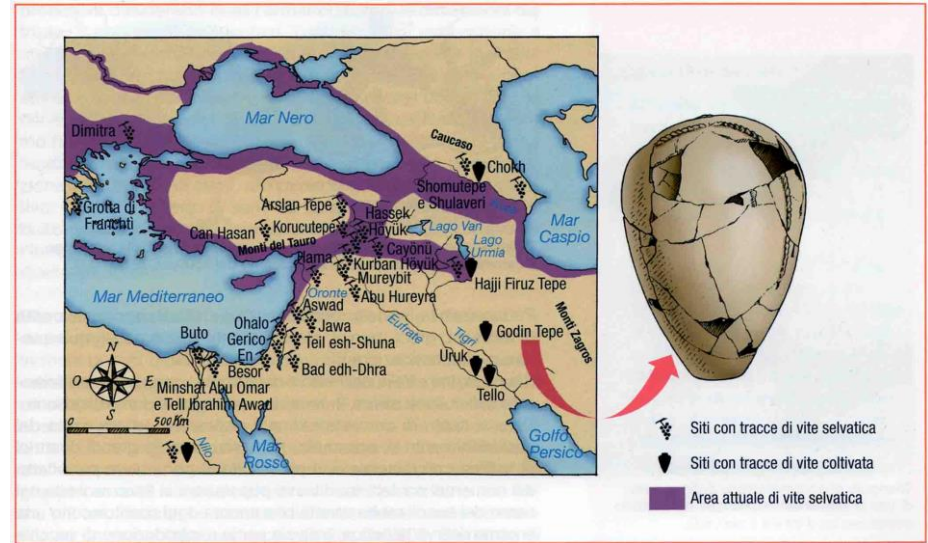 Mar Nero
Dimitra
Caucaso
Chokh
Shomutepe
e Shulaveri
Mar
Caspio
Grotta di
Franchti
Arslan Tepe
Hassek
Höyük
Lago Van
Lago
Urmia
Can Hasan
Korucutepe
Monti del Tauro
Cayönü
Hama
Kurban Höyük
Mureybit
Hajji Firuz Tepe
Mar Mediterraneo
Oronte
Abu Hureyra
Aswad
Ohalo
Jawa
Gerico
Teil esh-Shuna
En
Besor
Bad edh-Dhra
Buto
Eufrate
Tigri
Godin Tepe
Monti Zagros
Uruk
Tello
N
O
E
S
Minshat Abu Omar
e Tell Ibrahim Awad
0
500 Km
Nilo
Mar
Rosso
Golfo
Persico
Siti con tracce di vite selvatica
Siti con tracce di vite coltivata
Area attuale di vite selvatica